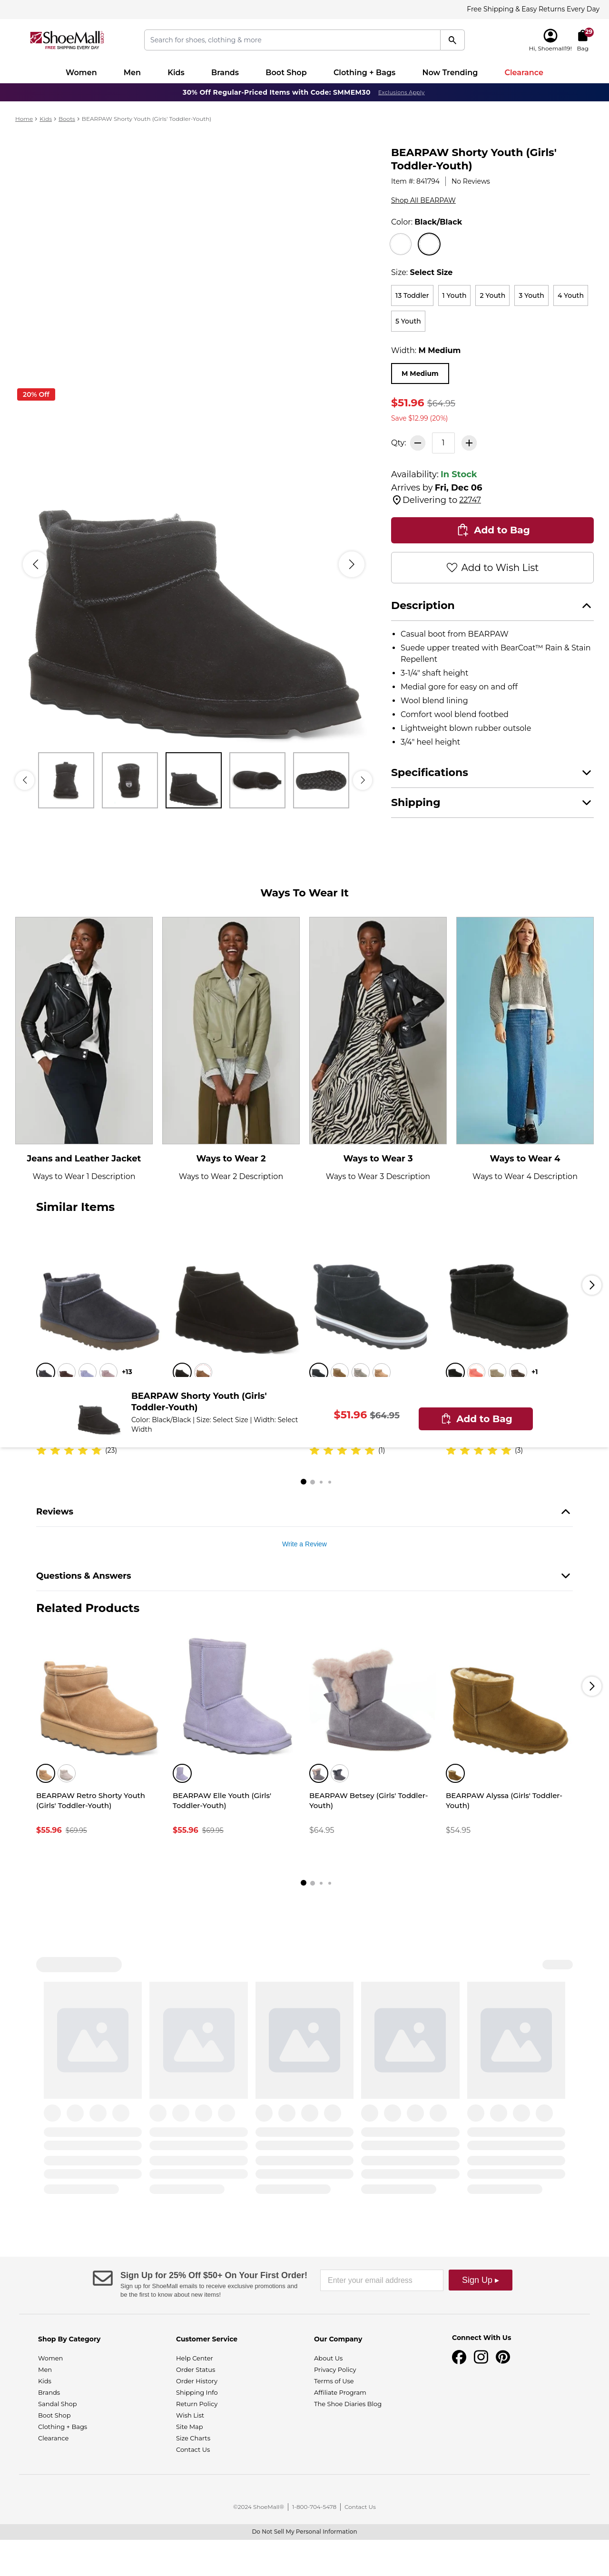 Free Shipping & Easy Returns Every Day
ShoeMall.com
FREE SHIPPING EVERY DAY
Search for shoes, clothing & more
Hi, Shoemall19!
29
Bag
Women Men Kids Brands Boot Shop Clothing + Bags Now Trending Clearance
30% Off Regular-Priced Items with Code: SMMEM30 Exclusions Apply
Home > Kids > Boots > BEARPAW Shorty Youth (Girls' Toddler-Youth)
20% Off
BEARPAW Shorty Youth (Girls'
Toddler-Youth)
Item #: 841794 | No Reviews
Shop All BEARPAW
Color: Black/Black
Size: Select Size
13 Toddler 1 Youth 2 Youth 3 Youth 4 Youth
5 Youth
Width: M Medium
M Medium
$51.96 $64.95
Save $12.99 (20%)
Qty: 1
Availability: In Stock
Arrives by Fri, Dec 06
Delivering to 22747
Add to Bag
Add to Wish List
Description
Casual boot from BEARPAW
Suede upper treated with BearCoat™ Rain & Stain
Repellent
3-1/4" shaft height
Medial gore for easy on and off
Wool blend lining
Comfort wool blend footbed
Lightweight blown rubber outsole
3/4" heel height
Specifications
Shipping
Ways To Wear It
Jeans and Leather Jacket
Ways to Wear 1 Description
Ways to Wear 2
Ways to Wear 2 Description
Ways to Wear 3
Ways to Wear 3 Description
Ways to Wear 4
Ways to Wear 4 Description
Similar Items
+13
+1
BEARPAW Shorty Youth (Girls'
Toddler-Youth)
Color: Black/Black | Size: Select Size | Width: Select
Width
$51.96 $64.95
Add to Bag
(23)
(1)
(3)
Reviews
Write a Review
Questions & Answers
Related Products
BEARPAW Retro Shorty Youth
(Girls' Toddler-Youth)
$55.96 $69.95
BEARPAW Elle Youth (Girls'
Toddler-Youth)
$55.96 $69.95
BEARPAW Betsey (Girls' Toddler-
Youth)
$64.95
BEARPAW Alyssa (Girls' Toddler-
Youth)
$54.95
Sign Up for 25% Off $50+ On Your First Order!
Sign up for ShoeMall emails to receive exclusive promotions and
be the first to know about new items!
Enter your email address
Sign Up ▸
Shop By Category
Women
Men
Kids
Brands
Sandal Shop
Boot Shop
Clothing + Bags
Clearance
Customer Service
Help Center
Order Status
Order History
Shipping Info
Return Policy
Wish List
Site Map
Size Charts
Contact Us
Our Company
About Us
Privacy Policy
Terms of Use
Affiliate Program
The Shoe Diaries Blog
Connect With Us
©2024 ShoeMall® | 1-800-704-5478 | Contact Us
Do Not Sell My Personal Information